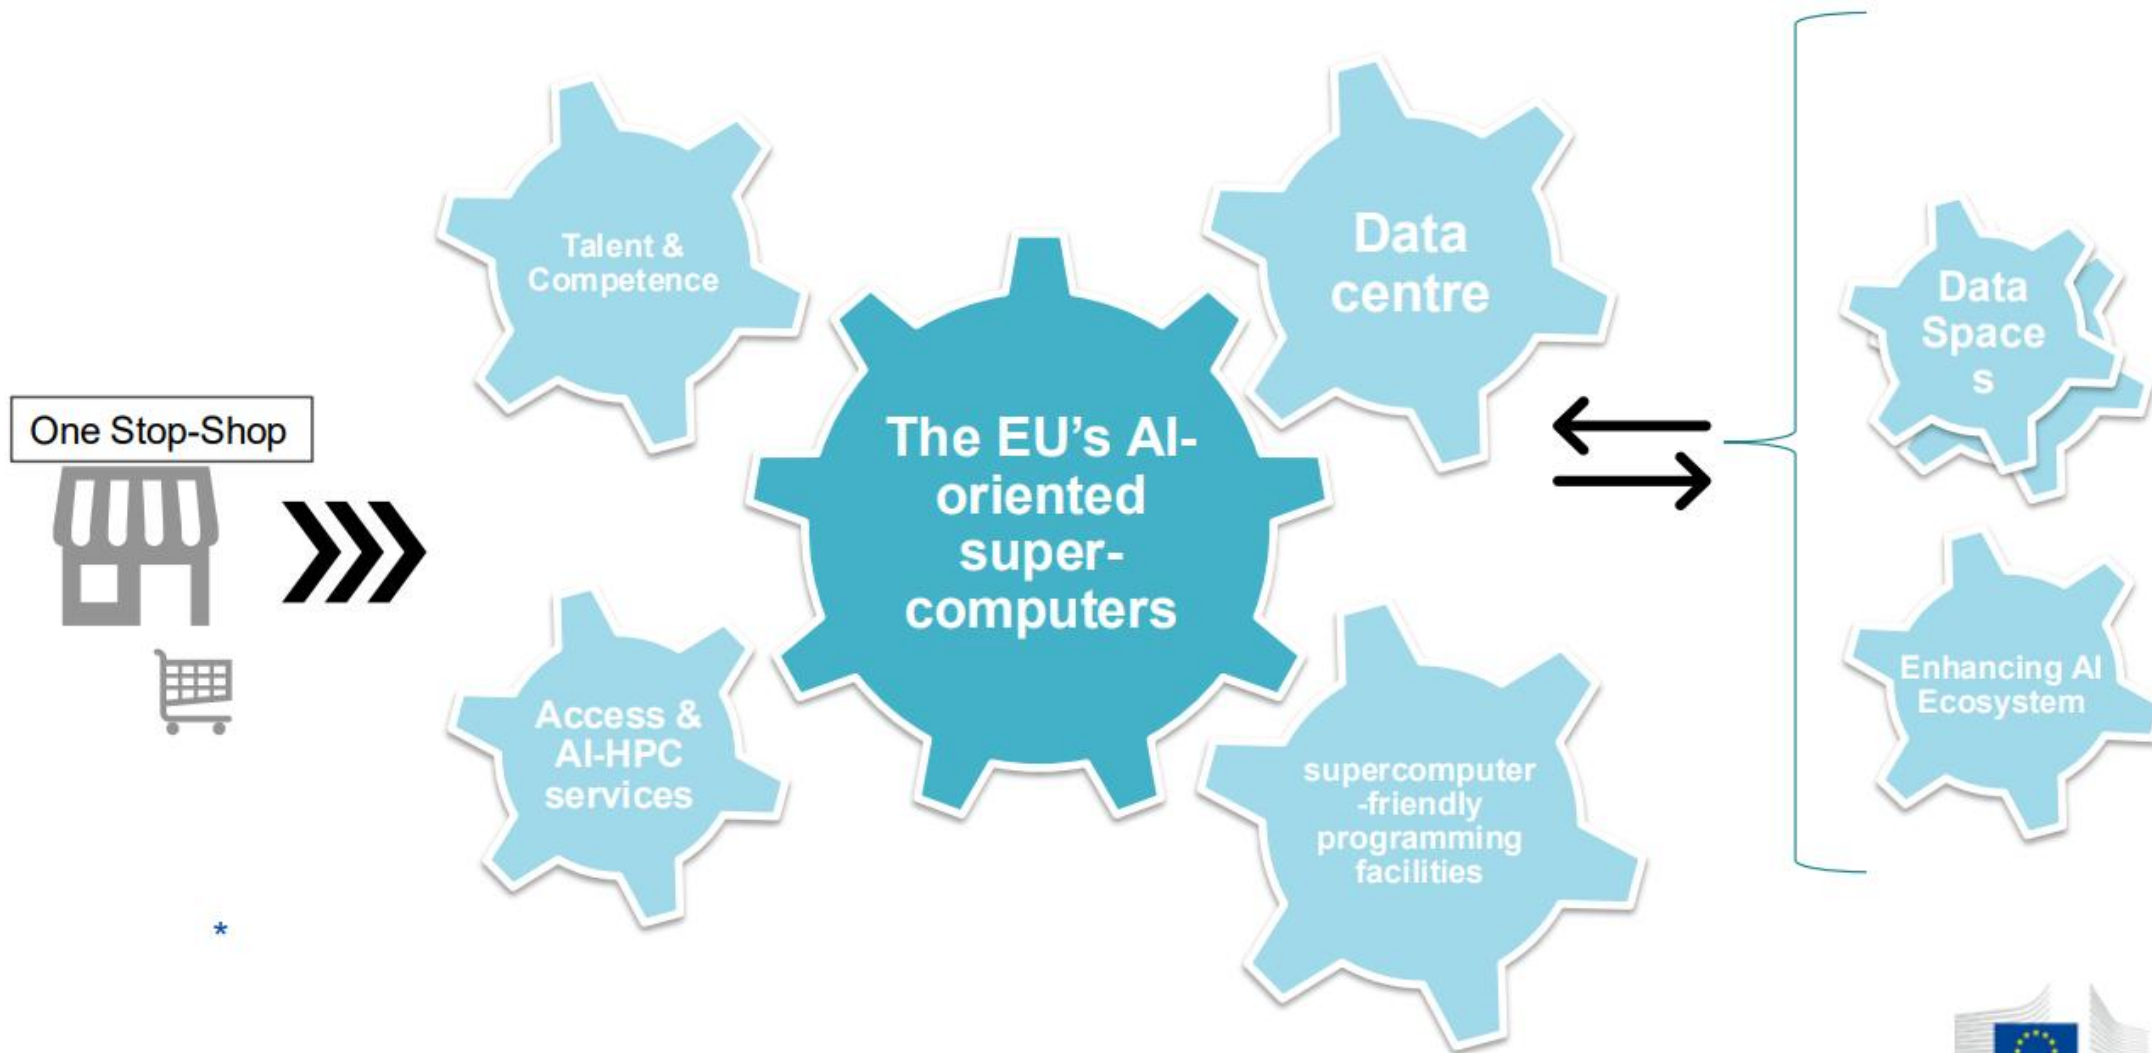 One Stop-Shop
Talent &
Competence
Access &
AI-HPC
services
*
The EU’s AI-
oriented
super-
computers
Data
centre
supercomputer
-friendly
programming
facilities
Data
Space
s
Enhancing AI
Ecosystem